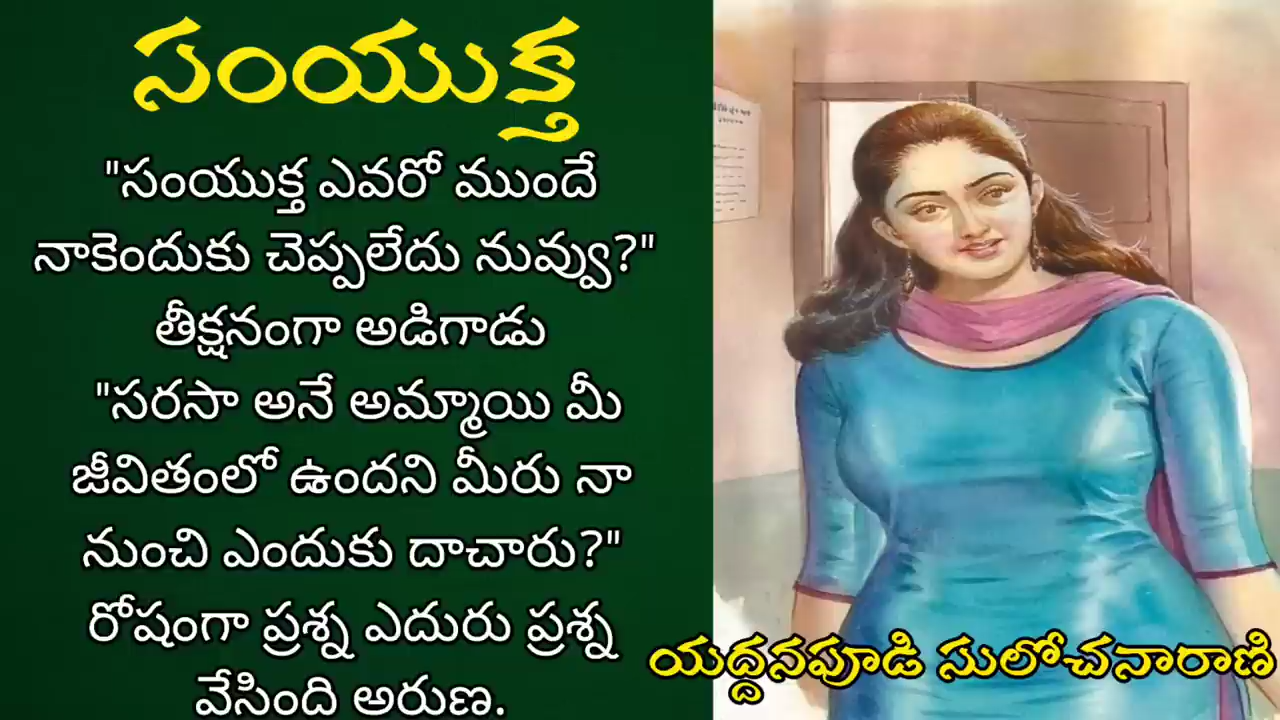 సంయుక్త
"సంయుక్త ఎవరో ముందే
నాకెందుకు చెప్పలేదు నువ్వు?"
తీక్షనంగా అడిగాడు
"సరసా అనే అమ్మాయి మీ
జీవితంలో ఉందని మీరు నా
నుంచి ఎందుకు దాచారు?"
రోషంగా ప్రశ్న ఎదురు ప్రశ్న
వేసింది అరుణ.
యద్దనపూడి సులోచనారాణి